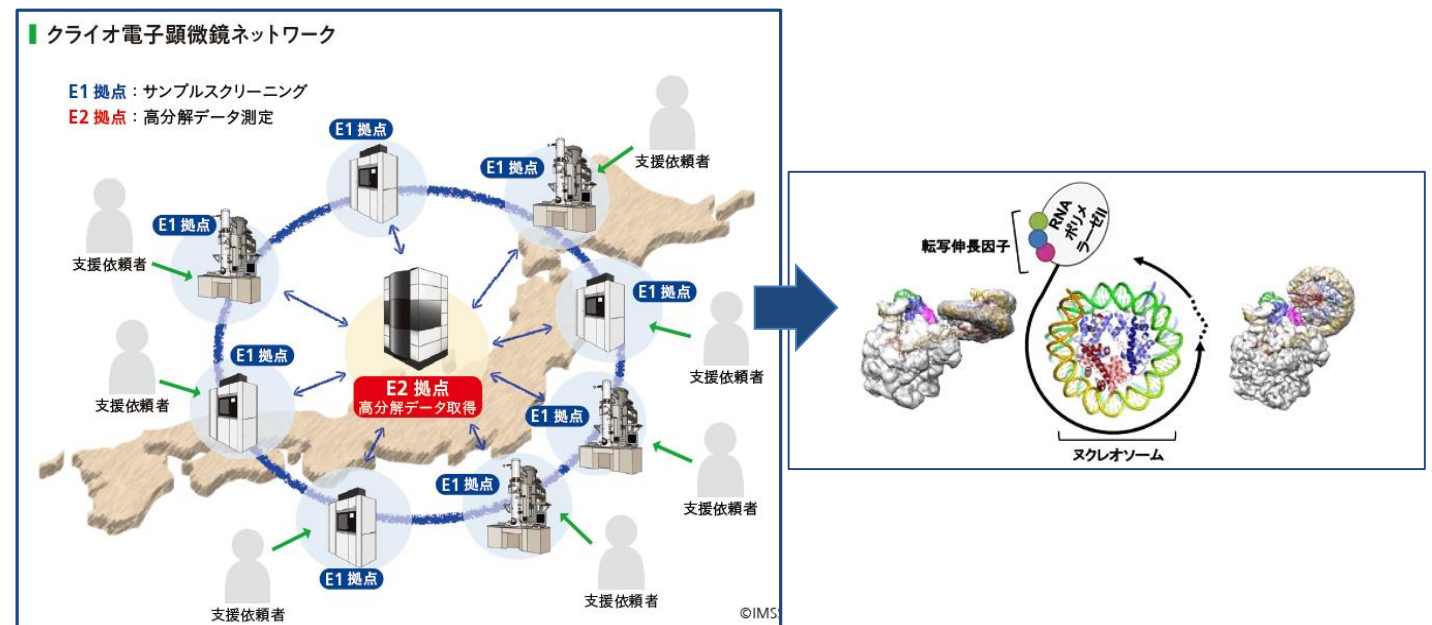 クライオ電子顕微鏡ネットワーク
E1 拠点：サンプルスクリーニング
E2 拠点：高分解データ測定
E1 拠点
E1 拠点
支援依頼者
E1 拠点
支援依頼者
E1 拠点
支援依頼者
E1 拠点
支援依頼者
E2 拠点
高分解データ取得
E1 拠点
支援依頼者
E1 拠点
支援依頼者
E1 拠点
支援依頼者
©IMSS
RNA
ポリメ
ラーゼII
転写伸長因子
ヌクレオソーム